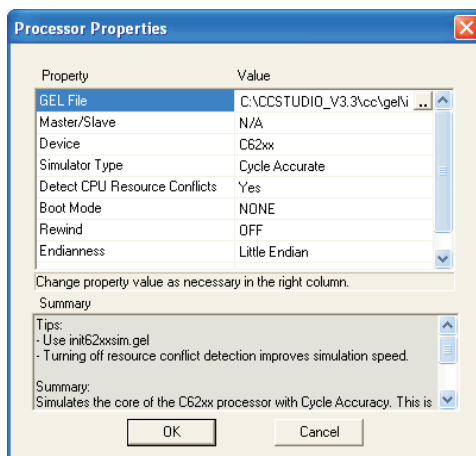 Processor Properties
Property Value
GEL File C:\CCSTUDIO_V3.3\cc\gel\i ..
Master/Slave N/A
Device C62xx
Simulator Type Cycle Accurate
Detect CPU Resource Conflicts Yes
Boot Mode NONE
Rewind OFF
Endianness Little Endian
Change property value as necessary in the right column.
Summary
Tips:
- Use init62xxsim.gel
- Turning off resource conflict detection improves simulation speed.
Summary:
Simulates the core of the C62xx processor with Cycle Accuracy. This is
OK Cancel